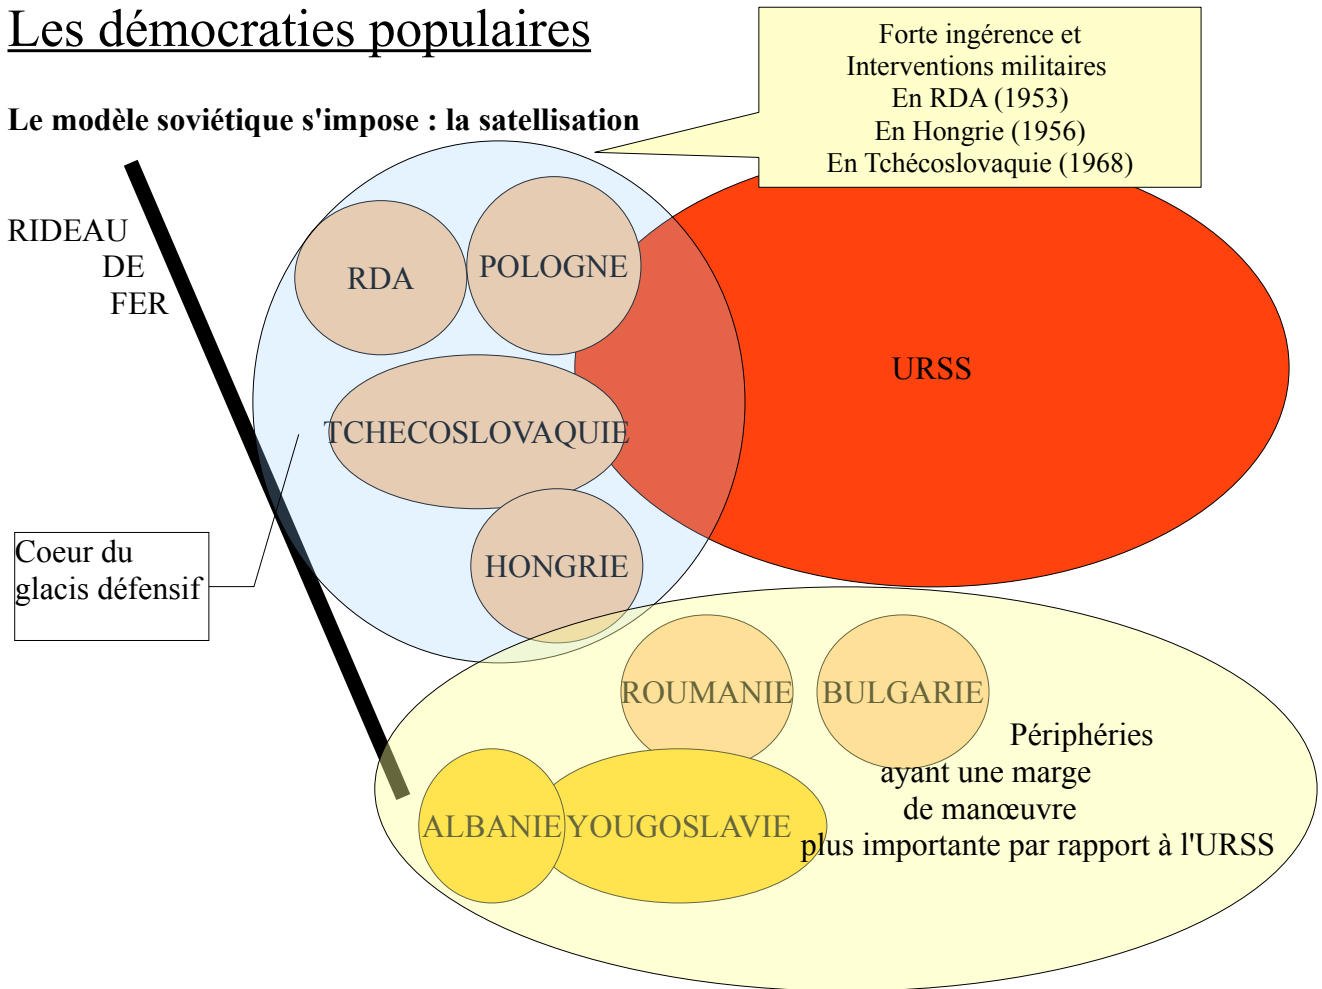 Les démocraties populaires
Forte ingérence et
Interventions militaires
En RDA (1953)
En Hongrie (1956)
En Tchécoslovaquie (1968)
Le modèle soviétique s'impose : la satellisation
RIDEAU
DE
FER
RDA
POLOGNE
URSS
TCHECOSLOVAQUIE
Coeur du
glacis défensif
HONGRIE
ROUMANIE
BULGARIE
Périphéries
ayant une marge
de manœuvre
plus importante par rapport à l'URSS
ALBANIE
YOUGOSLAVIE